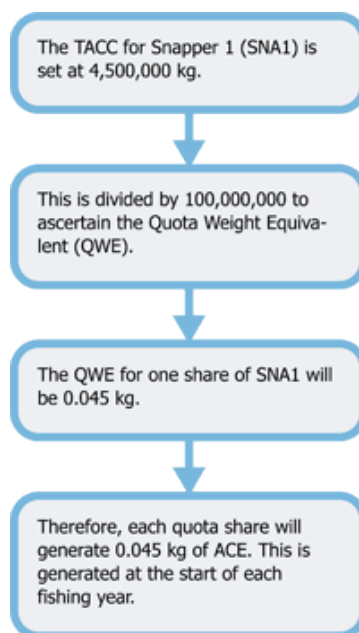 The TACC for Snapper 1 (SNA1) is
set at 4,500,000 kg.
This is divided by 100,000,000 to
ascertain the Quota Weight Equiva-
lent (QWE).
The QWE for one share of SNA1 will
be 0.045 kg.
Therefore, each quota share will
generate 0.045 kg of ACE. This is
generated at the start of each
fishing year.